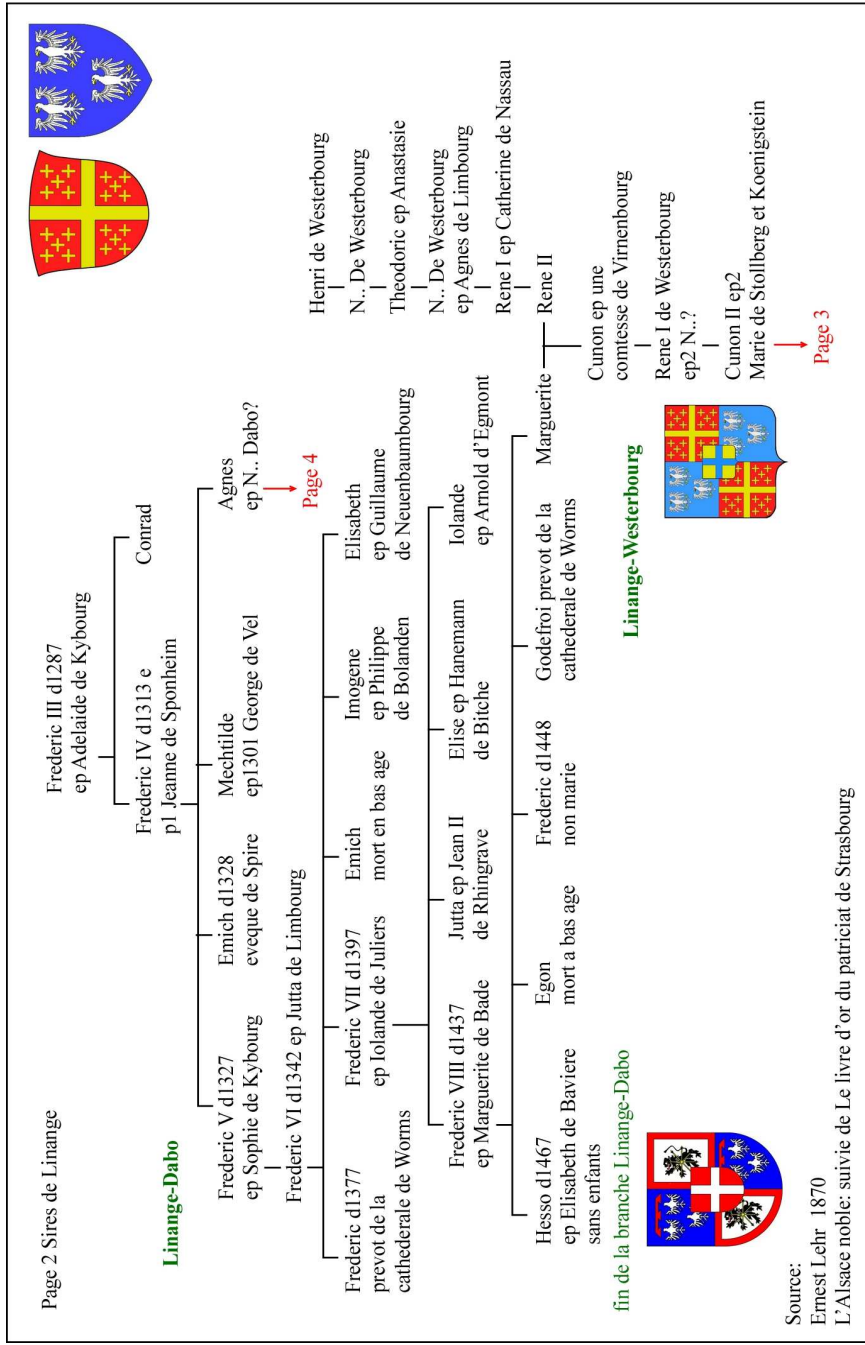 Page 2 Sires de Linange
Frederic III d1287
ep Adelaide de Kybourg
Frederic IV d1313 e
p1 Jeanne de Sponheim
Conrad
Linange-Dabo
Frederic V d1327
ep Sophie de Kybourg
Emich d1328
eveque de Spire
Mechtilde
ep1301 George de Vel
Agnes
ep N.. Dabo?
Page 4
Frederic VI d1342 ep Jutta de Limbourg
Frederic d1377
prevot de la
cathederale de Worms
Frederic VII d1397
ep Iolande de Juliers
Emich
mort en bas age
Imogene
ep Philippe
de Bolanden
Elisabeth
ep Guillaume
de Neuenbaumbourg
Frederic VIII d1437
ep Marguerite de Bade
Jutta ep Jean II
de Rhingrave
Elise ep Hanemann
de Bitche
Iolande
ep Arnold d'Egmont
Hesso d1467
ep Elisabeth de Baviere
sans enfants
Egon
mort a bas age
Frederic d1448
non marie
Godefroi prevot de la
cathederale de Worms
Marguerite
Henri de Westerbourg
N.. De Westerbourg
Theodoric ep Anastasie
N.. De Westerbourg
ep Agnes de Limbourg
Rene I ep Catherine de Nassau
Rene II
fin de la branche Linange-Dabo
Linange-Westerbourg
Cunon ep une
comtesse de Virnenbourg
Rene I de Westerbourg
ep2 N..?
Cunon II ep2
Marie de Stollberg et Koenigstein
Page 3
Source:
Ernest Lehr 1870
L'Alsace noble: suivie de Le livre d'or du patriciat de Strasbourg